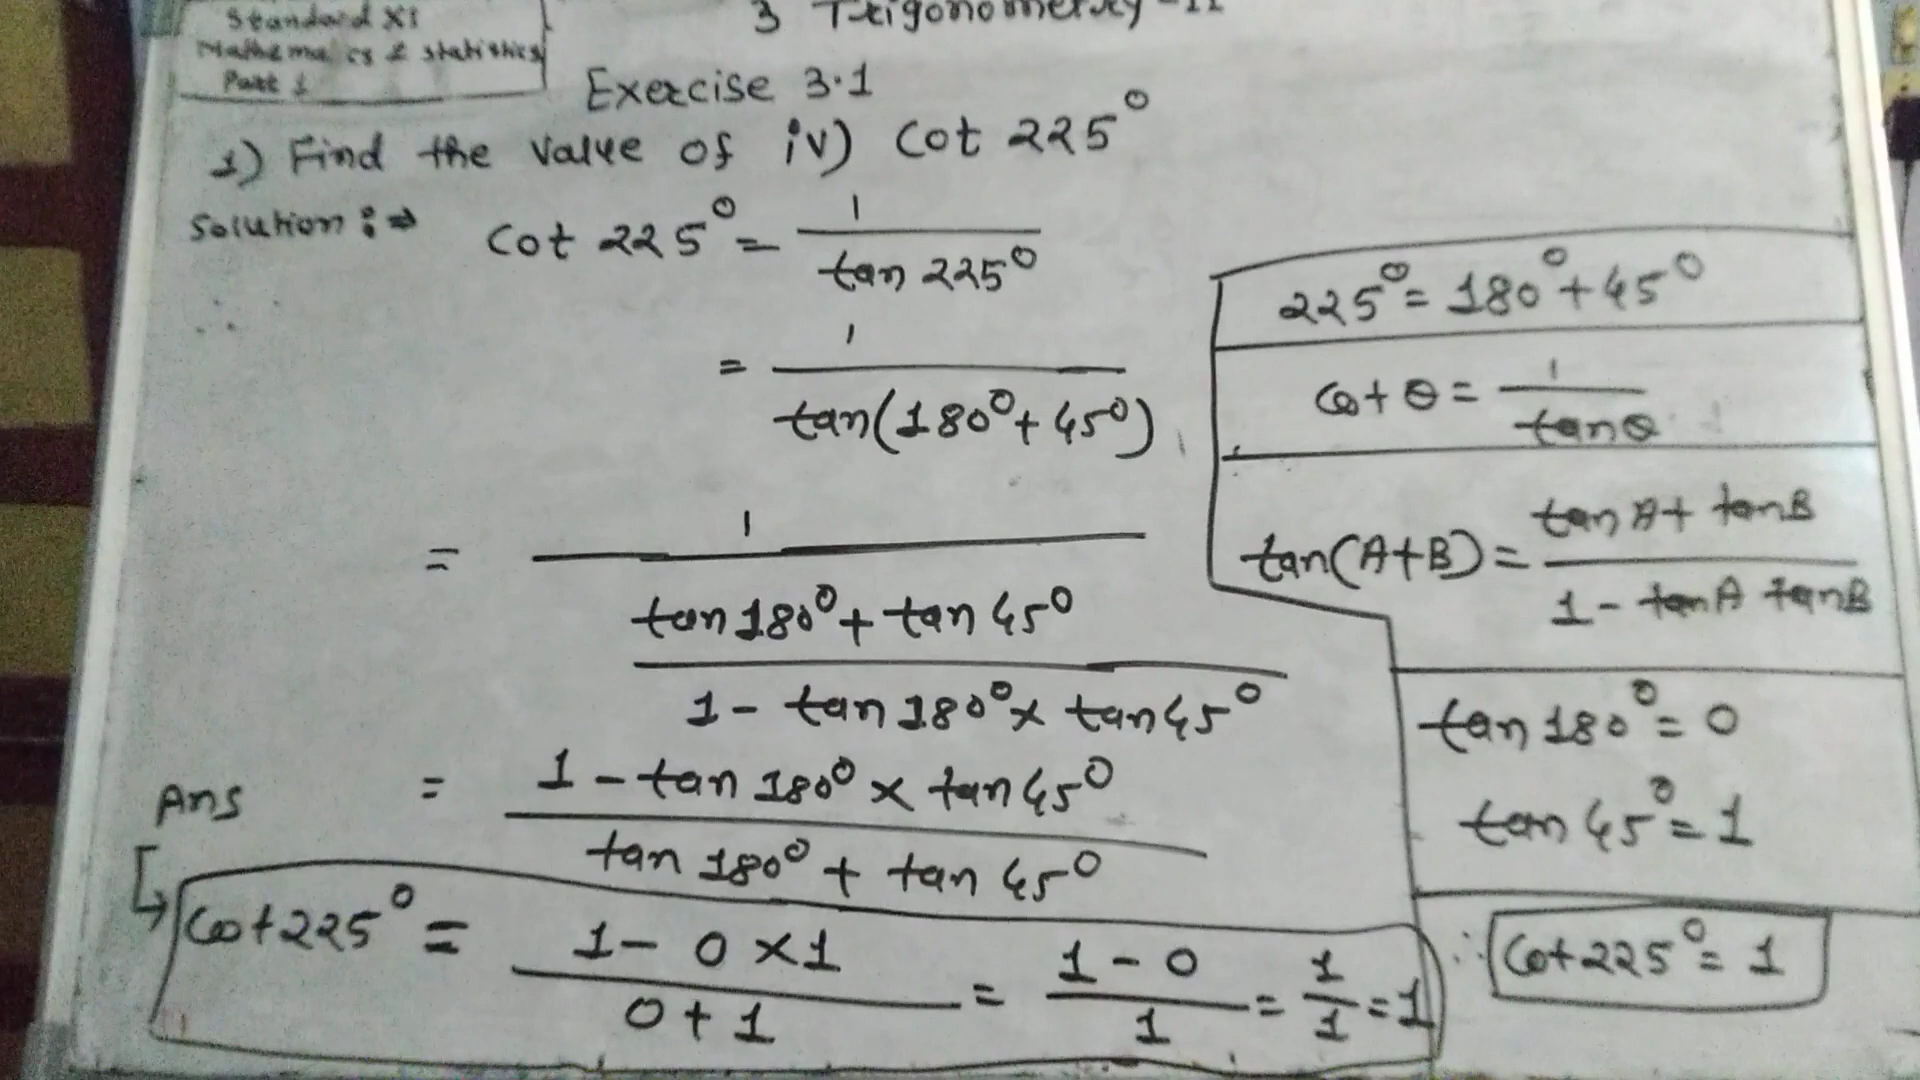 Standard XI
Mathematics & statistics
Part 1
3 Trigonometry-II
Exercise 3.1
1) Find the value of iv) Cot 225°
Solution :⇒ Cot 225° = 1 / tan 225°
= 1 / tan(180° + 45°)
= 1 / ((tan 180° + tan 45°) / (1 - tan 180° × tan 45°))
= (1 - tan 180° × tan 45°) / (tan 180° + tan 45°)
Ans
↳ Cot 225° = (1 - 0 × 1) / (0 + 1) = (1 - 0) / 1 = 1/1 = 1
225° = 180° + 45°
Cot θ = 1 / tan θ
tan(A+B) = (tan A + tan B) / (1 - tan A tan B)
tan 180° = 0
tan 45° = 1
∴ Cot 225° = 1